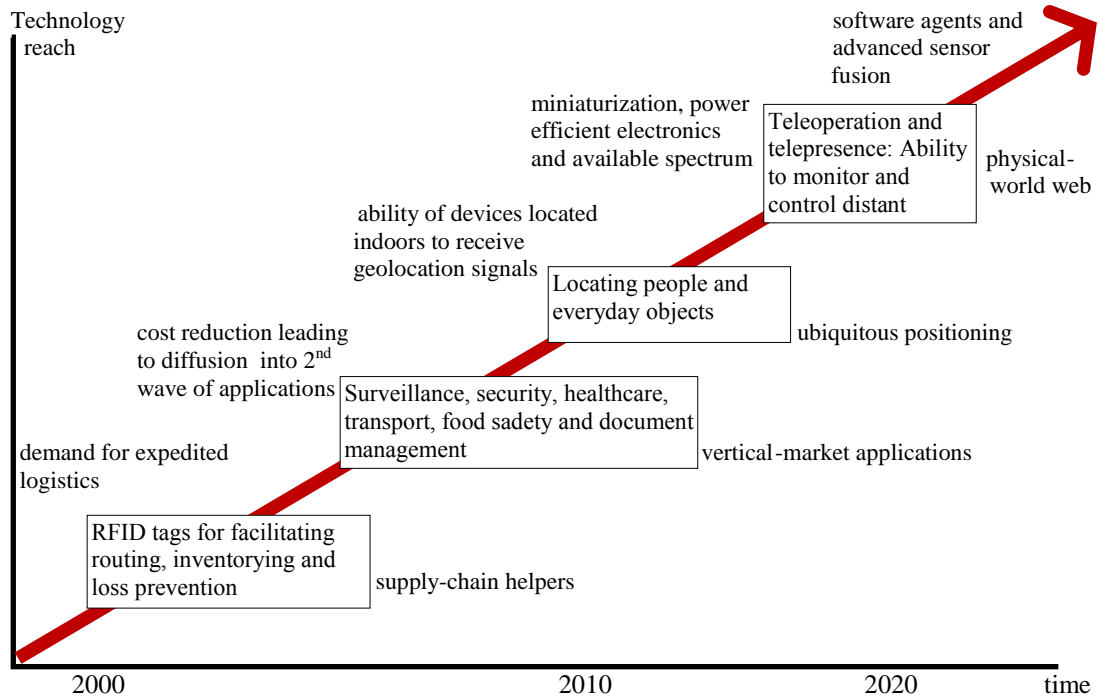 Technology
reach
software agents and
advanced sensor
fusion
miniaturization, power
efficient electronics
and available spectrum
Teleoperation and
telepresence: Ability
to monitor and
control distant
physical-
world web
ability of devices located
indoors to receive
geolocation signals
Locating people and
everyday objects
ubiquitous positioning
cost reduction leading
to diffusion into 2nd
wave of applications
Surveillance, security, healthcare,
transport, food sadety and document
management
vertical-market applications
demand for expedited
logistics
RFID tags for facilitating
routing, inventorying and
loss prevention
supply-chain helpers
2000
2010
2020
time